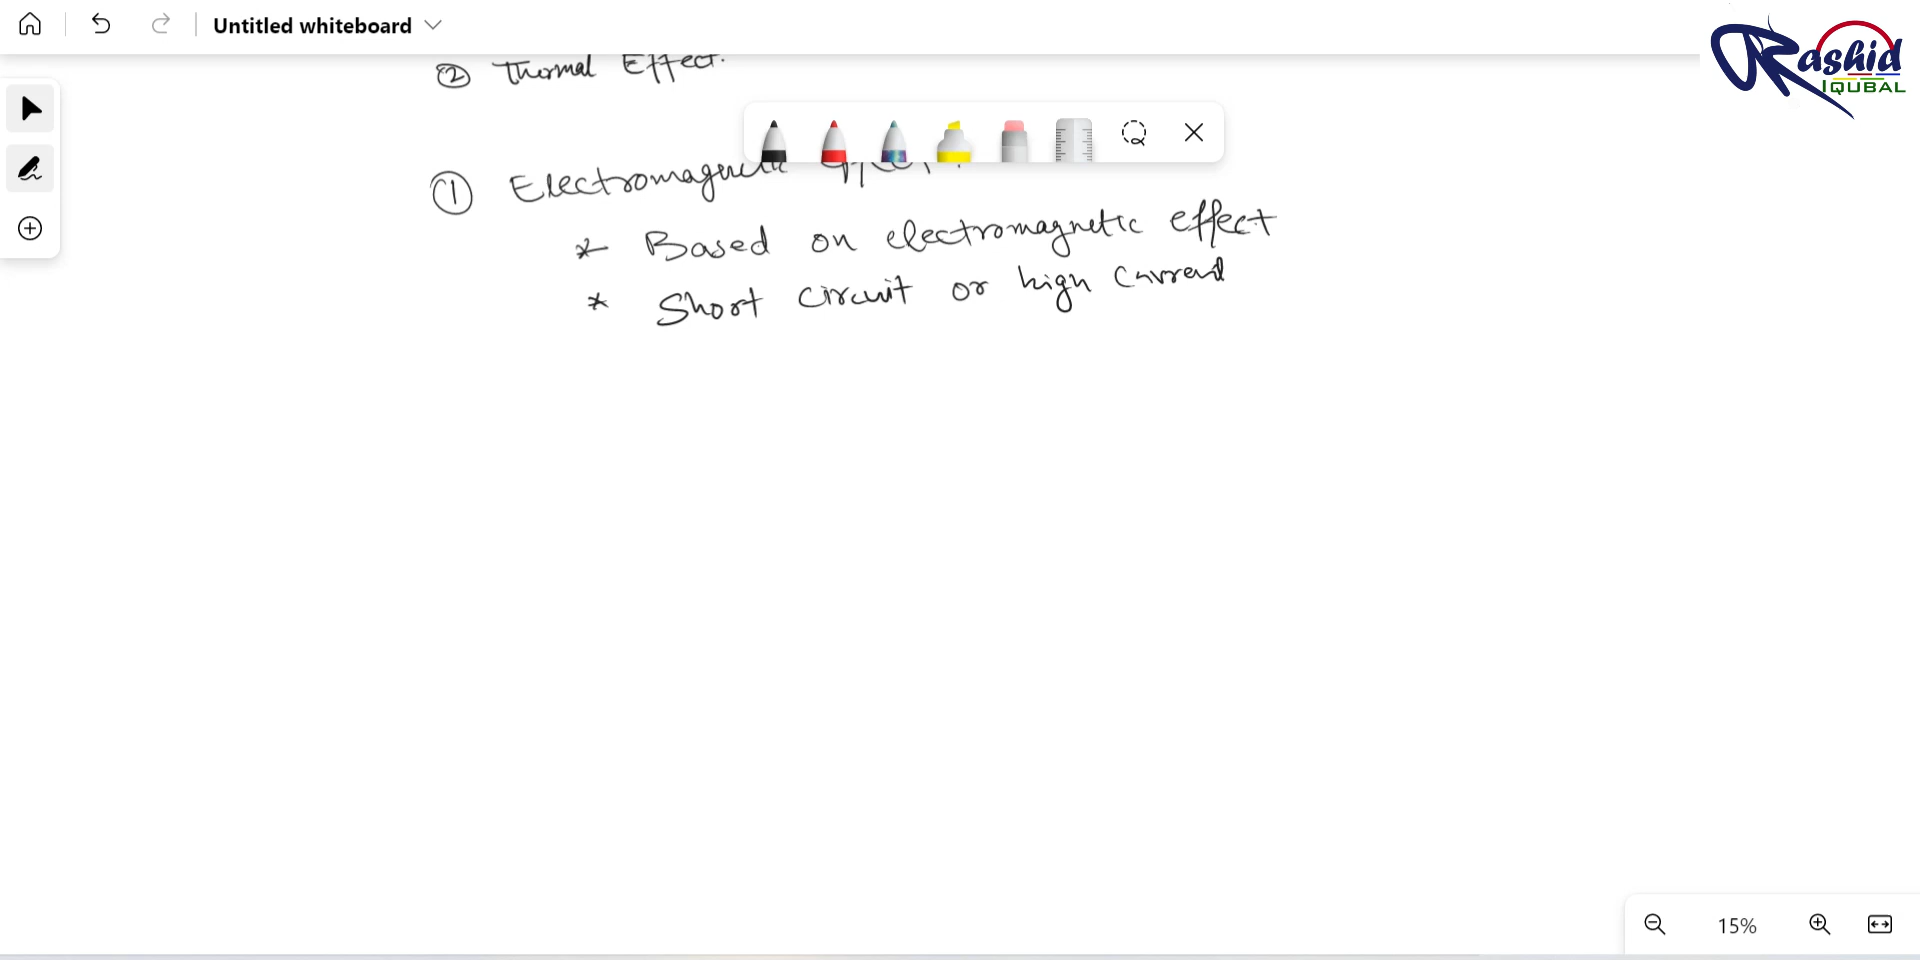 Untitled whiteboard
Rashid
IQUBAL
② Thermal Effect.
① Electromagnetic
* Based on electromagnetic effect
* Short circuit or high current
15%